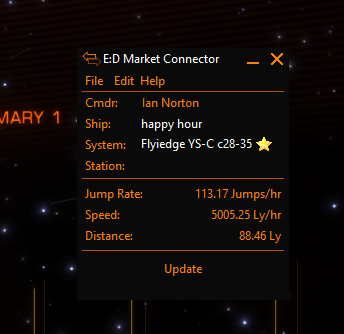 E:D Market Connector
File Edit Help
Cmdr: Ian Norton
MARY 1
Ship: happy hour
System: Flyiedge YS-C c28-35
Station:
Jump Rate: 113.17 Jumps/hr
Speed: 5005.25 Ly/hr
Distance: 88.46 Ly
Update